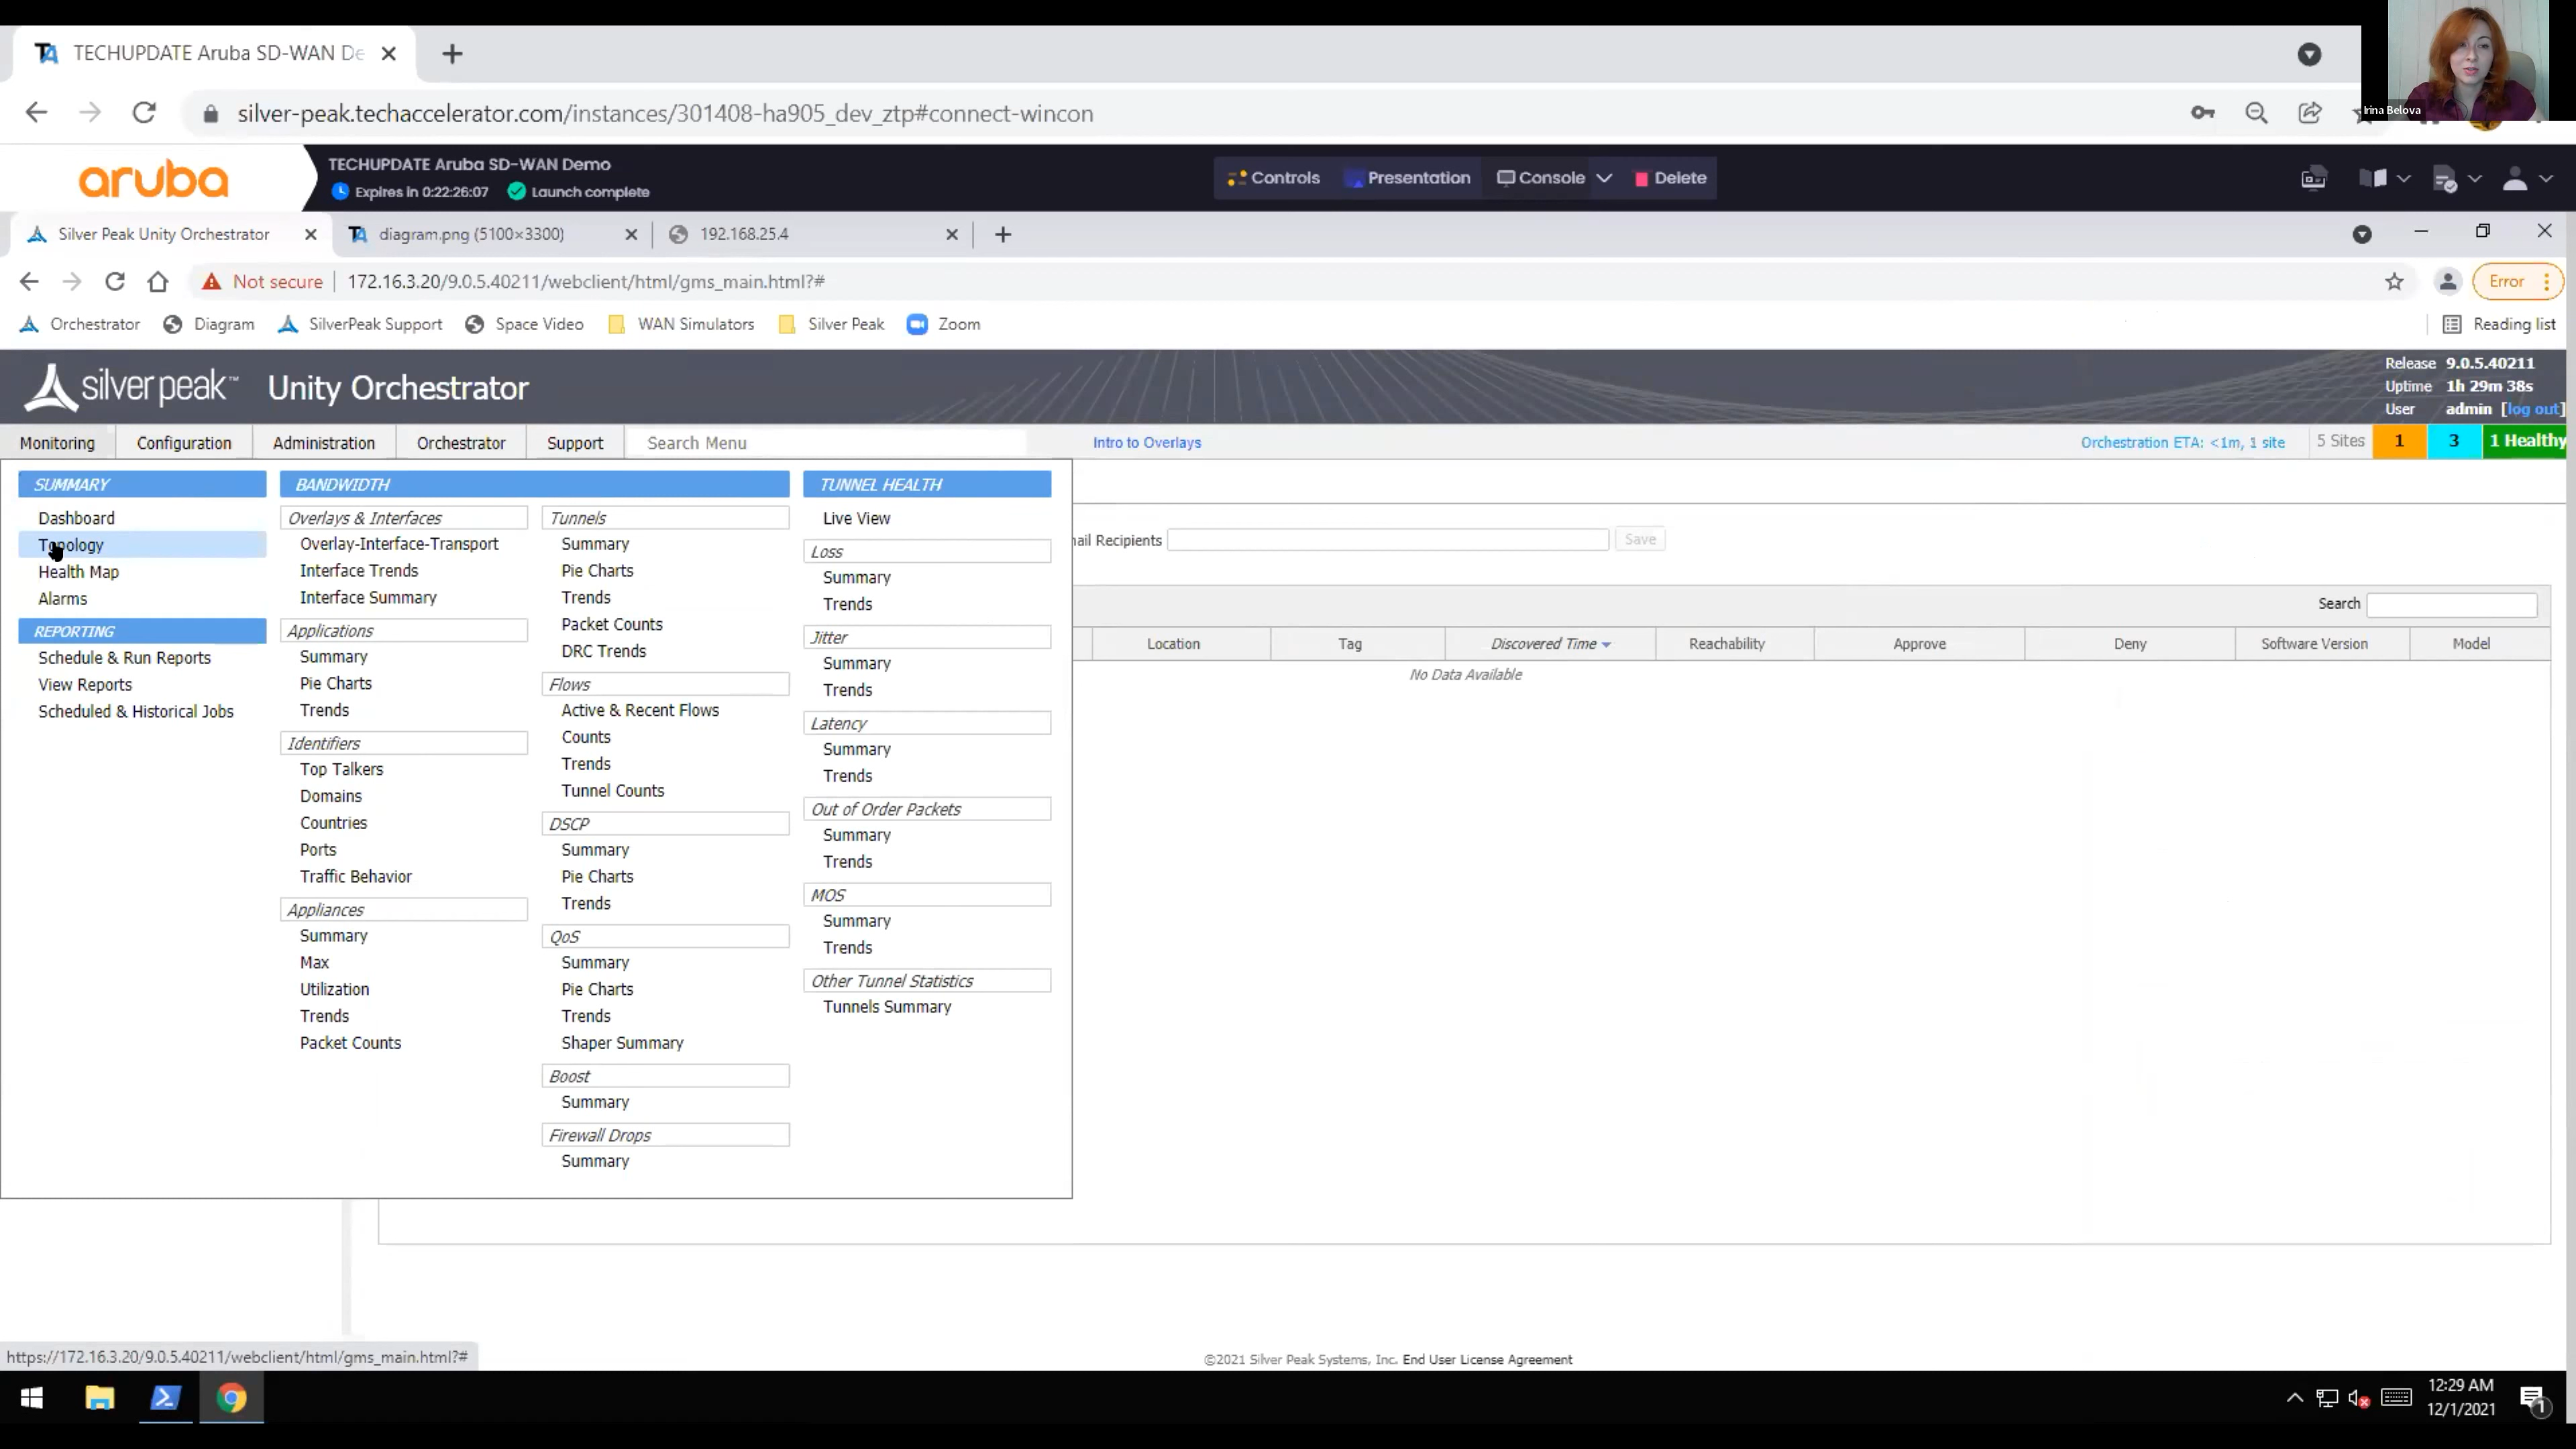 TECHUPDATE Aruba SD-WAN De
silver-peak.techaccelerator.com/instances/301408-ha905_dev_ztp#connect-wincon
Irina Belova
aruba
TECHUPDATE Aruba SD-WAN Demo
Expires in 0:22:26:07 Launch complete
Controls Presentation Console Delete
Silver Peak Unity Orchestrator diagram.png (5100×3300) 192.168.25.4
Not secure 172.16.3.20/9.0.5.40211/webclient/html/gms_main.html?# Error
Orchestrator Diagram SilverPeak Support Space Video WAN Simulators Silver Peak Zoom Reading list
silver peak™ Unity Orchestrator
Release 9.0.5.40211
Uptime 1h 29m 38s
User admin [log out]
Monitoring Configuration Administration Orchestrator Support Search Menu Intro to Overlays Orchestration ETA: <1m, 1 site 5 Sites 1 3 1 Healthy
SUMMARY
Dashboard
Topology
Health Map
Alarms
REPORTING
Schedule & Run Reports
View Reports
Scheduled & Historical Jobs
BANDWIDTH
Overlays & Interfaces
Overlay-Interface-Transport
Interface Trends
Interface Summary
Applications
Summary
Pie Charts
Trends
Identifiers
Top Talkers
Domains
Countries
Ports
Traffic Behavior
Appliances
Summary
Max
Utilization
Trends
Packet Counts
Tunnels
Summary
Pie Charts
Trends
Packet Counts
DRC Trends
Flows
Active & Recent Flows
Counts
Trends
Tunnel Counts
DSCP
Summary
Pie Charts
Trends
QoS
Summary
Pie Charts
Trends
Shaper Summary
Boost
Summary
Firewall Drops
Summary
TUNNEL HEALTH
Live View
Loss
Summary
Trends
Jitter
Summary
Trends
Latency
Summary
Trends
Out of Order Packets
Summary
Trends
MOS
Summary
Trends
Other Tunnel Statistics
Tunnels Summary
ail Recipients Save
Search
Location Tag Discovered Time Reachability Approve Deny Software Version Model
No Data Available
https://172.16.3.20/9.0.5.40211/webclient/html/gms_main.html?#
©2021 Silver Peak Systems, Inc. End User License Agreement
12:29 AM
12/1/2021
1